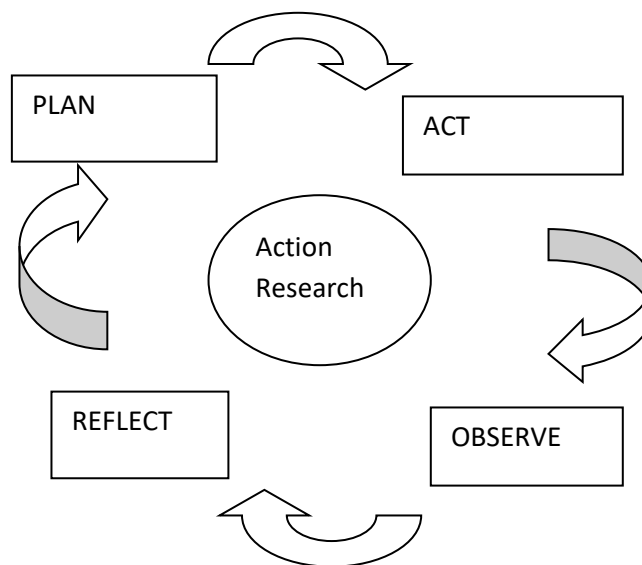 PLAN
ACT
Action
Research
REFLECT
OBSERVE